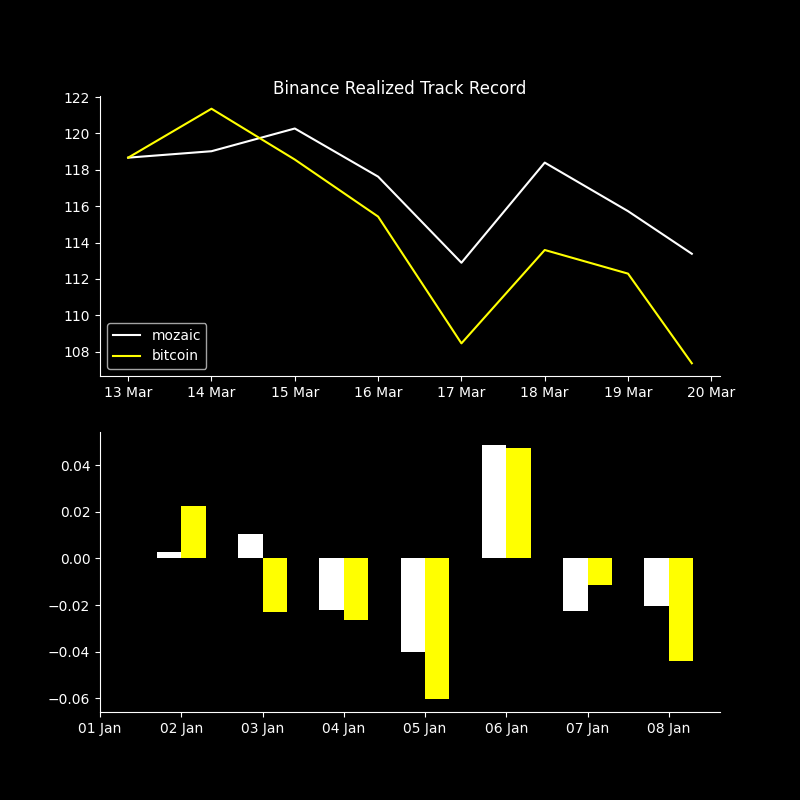 Binance Realized Track Record
122
120
118
116
114
112
110
108
mozaic
bitcoin
13 Mar 14 Mar 15 Mar 16 Mar 17 Mar 18 Mar 19 Mar 20 Mar
0.04
0.02
0.00
−0.02
−0.04
−0.06
01 Jan 02 Jan 03 Jan 04 Jan 05 Jan 06 Jan 07 Jan 08 Jan